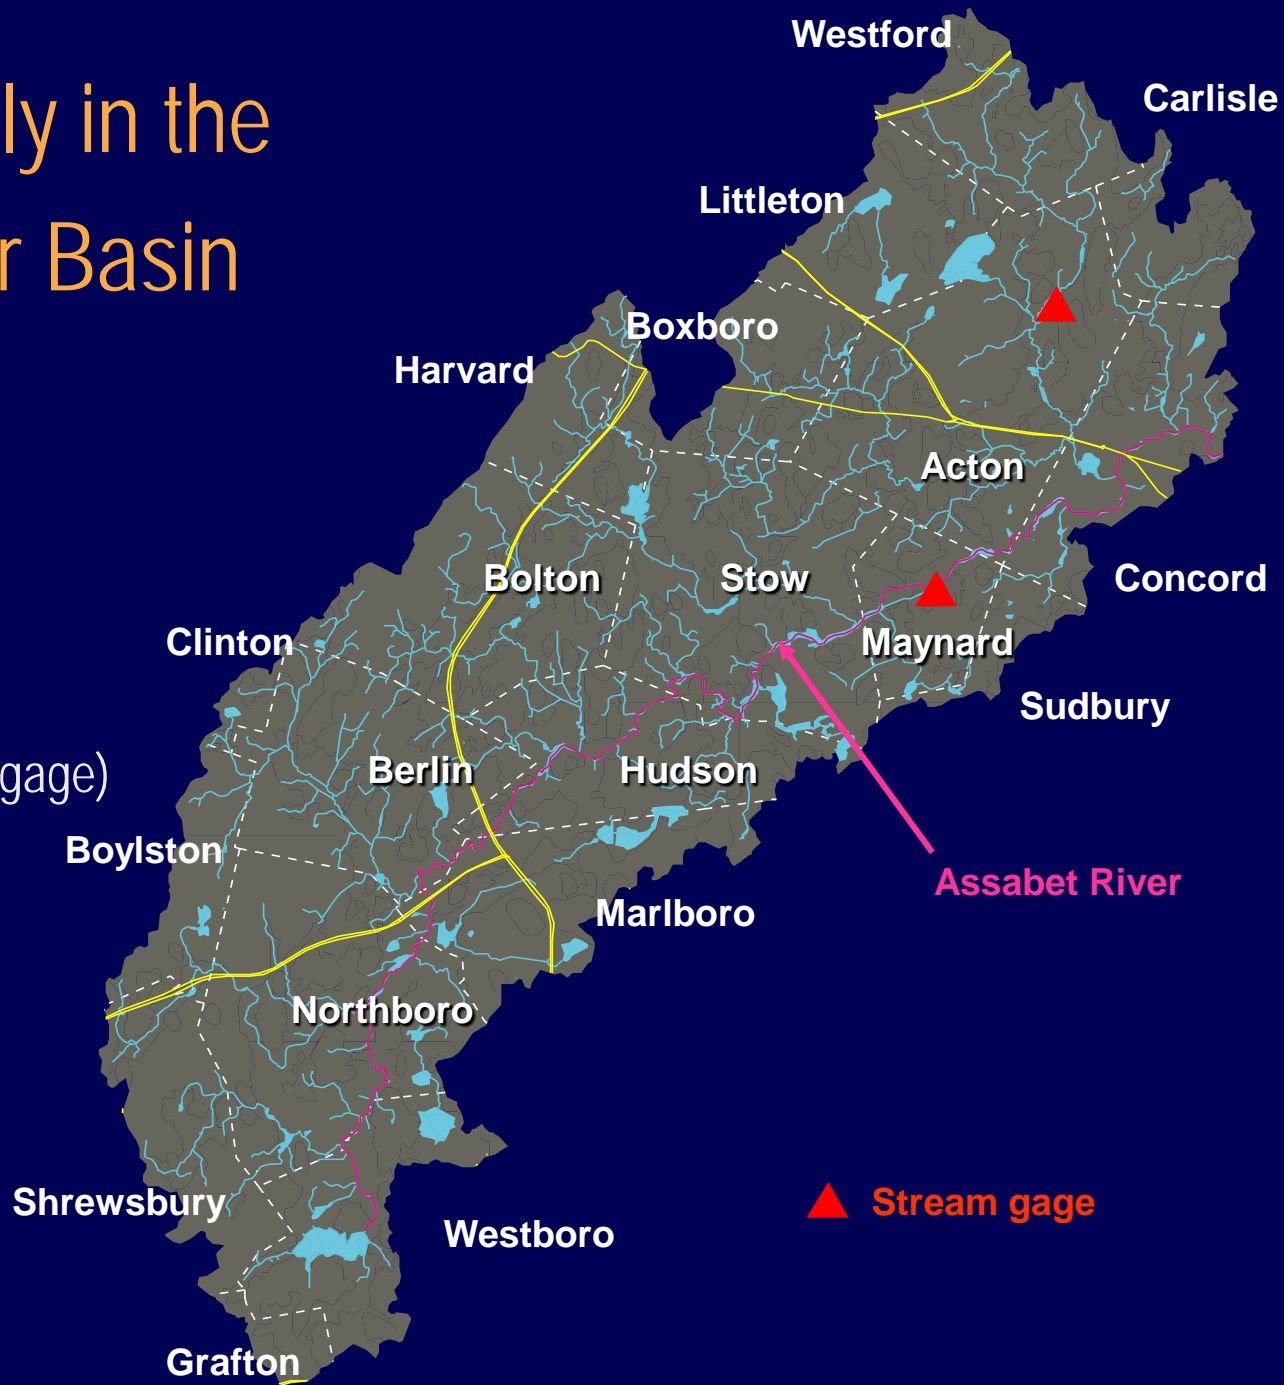 Westford
ly in the
Carlisle
Littleton
r Basin
Boxboro
Harvard
Acton
Bolton
Stow
Concord
Clinton
Maynard
Sudbury
Berlin
Hudson
gage)
Boylston
Assabet River
Marlboro
Northboro
Shrewsbury
Stream gage
Westboro
Grafton